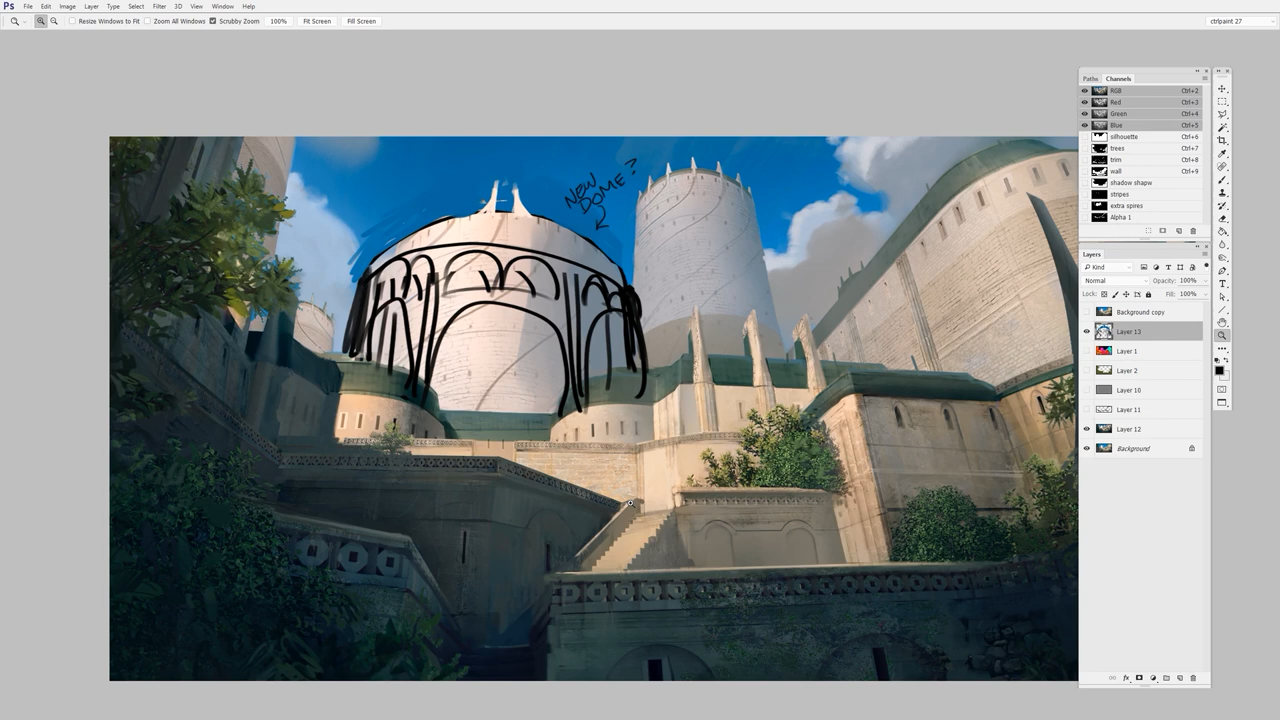 Ps File Edit Image Layer Type Select Filter 3D View Window Help
Resize Windows to Fit Zoom All Windows Scrubby Zoom 100% Fit Screen Fill Screen ctrlpaint 27
NEW
DOME?
Paths Channels
RGB Ctrl+2
Red Ctrl+3
Green Ctrl+4
Blue Ctrl+5
silhouette Ctrl+6
trees Ctrl+7
trim Ctrl+8
wall Ctrl+9
shadow shapw
stripes
extra spires
Alpha 1
Layers
Kind
Normal Opacity: 100%
Lock: Fill: 100%
Background copy
Layer 13
Layer 1
Layer 2
Layer 10
Layer 11
Layer 12
Background
fx